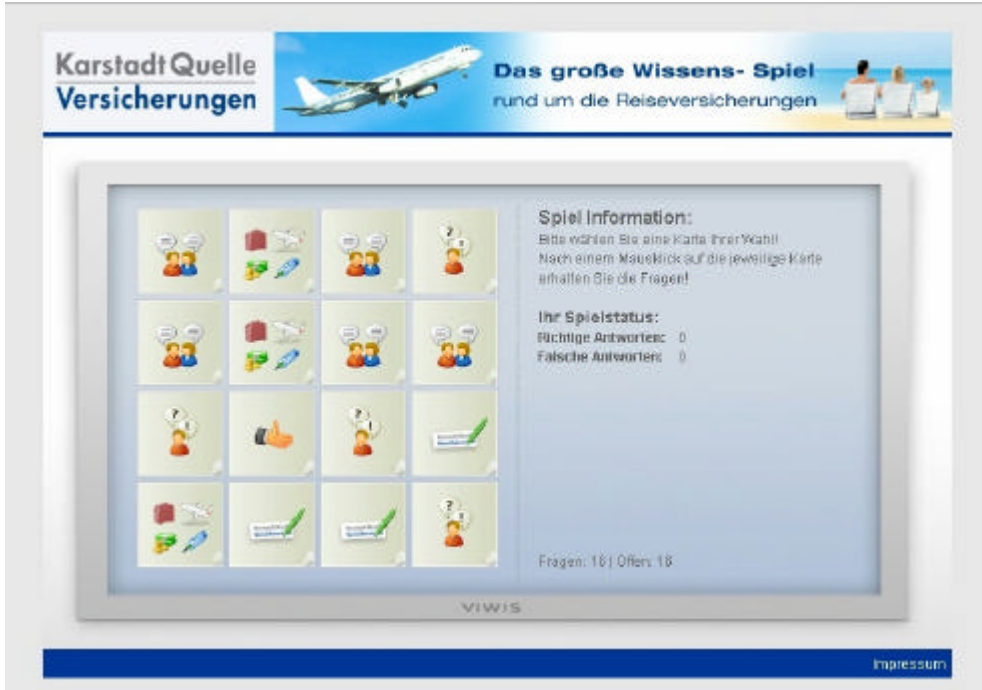 Karstadt Quelle
Versicherungen
Das große Wissens- Spiel
rund um die Reiseversicherungen
Spiel Information:
Bitte wählen Sie eine Karte Ihrer Wahl!
Nach einem Mausklick auf die jeweilige Karte
erhalten Sie die Fragen!
Ihr Spielstatus:
Richtige Antworten: 0
Falsche Antworten: 0
Fragen: 16 | Offen: 16
VIWIS
Impressum